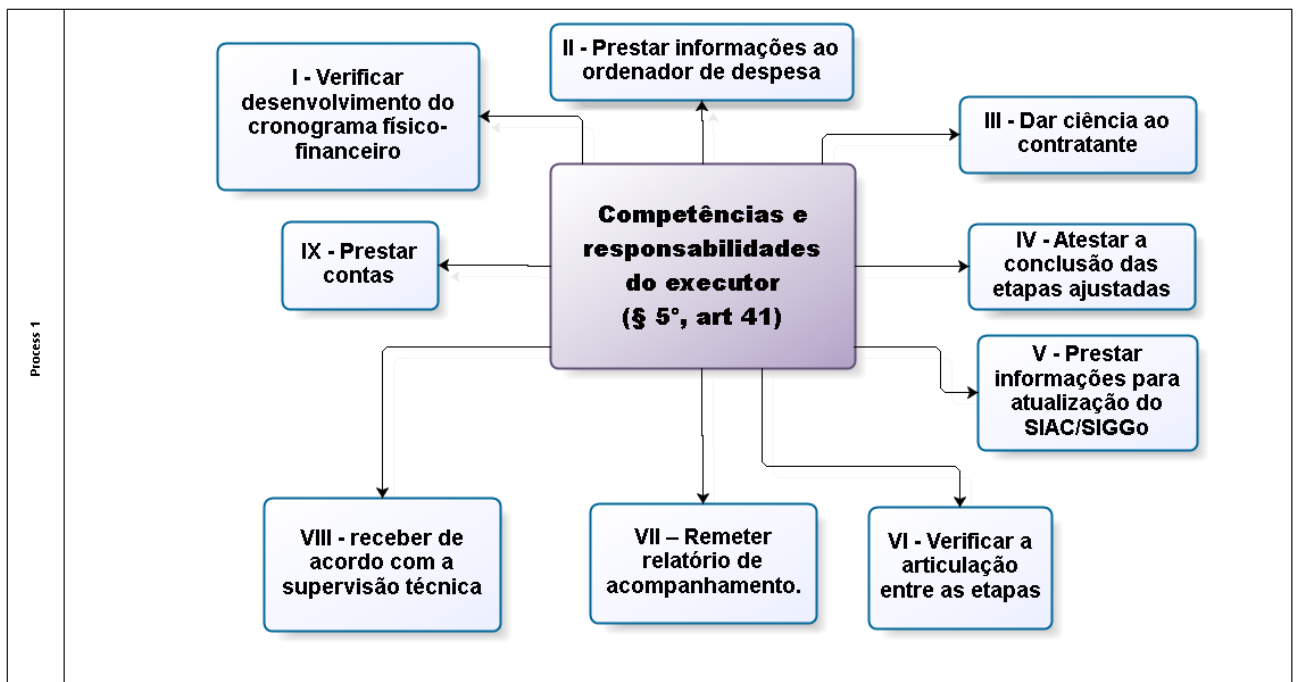 Process 1
Competências e
responsabilidades
do executor
(§ 5°, art 41)
I - Verificar
desenvolvimento do
cronograma físico-
financeiro
II - Prestar informações ao
ordenador de despesa
III - Dar ciência ao
contratante
IV - Atestar a
conclusão das
etapas ajustadas
V - Prestar
informações para
atualização do
SIAC/SIGGo
VI - Verificar a
articulação
entre as etapas
VII – Remeter
relatório de
acompanhamento.
VIII - receber de
acordo com a
supervisão técnica
IX - Prestar
contas